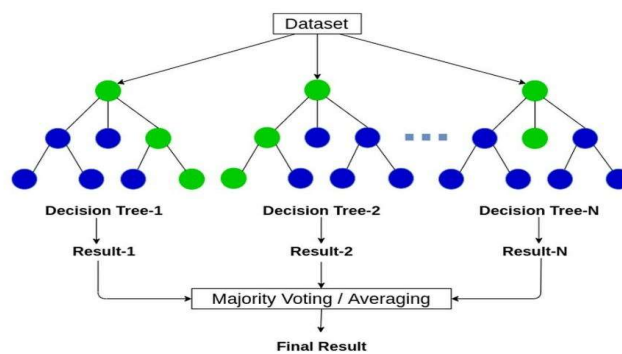 Dataset
Decision Tree-1
Decision Tree-2
Decision Tree-N
Result-1
Result-2
Result-N
Majority Voting / Averaging
Final Result